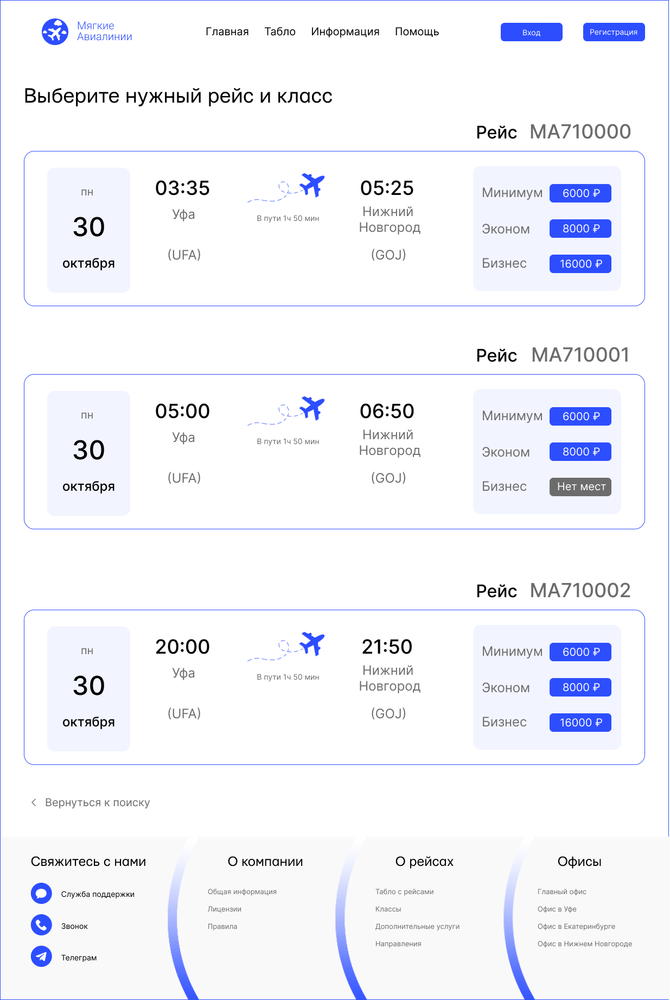 Мягкие
Авиалинии
Главная Табло Информация Помощь
Вход
Регистрация
Выберите нужный рейс и класс
Рейс МА710000
пн
30
октября
03:35
Уфа
(UFA)
В пути 1ч 50 мин
05:25
Нижний
Новгород
(GOJ)
Минимум 6000 ₽
Эконом 8000 ₽
Бизнес 16000 ₽
Рейс МА710001
пн
30
октября
05:00
Уфа
(UFA)
В пути 1ч 50 мин
06:50
Нижний
Новгород
(GOJ)
Минимум 6000 ₽
Эконом 8000 ₽
Бизнес Нет мест
Рейс МА710002
пн
30
октября
20:00
Уфа
(UFA)
В пути 1ч 50 мин
21:50
Нижний
Новгород
(GOJ)
Минимум 6000 ₽
Эконом 8000 ₽
Бизнес 16000 ₽
Вернуться к поиску
Свяжитесь с нами
Служба поддержки
Звонок
Телеграм
О компании
Общая информация
Лицензии
Правила
О рейсах
Табло с рейсами
Классы
Дополнительные услуги
Направления
Офисы
Главный офис
Офис в Уфе
Офис в Екатеринбурге
Офис в Нижнем Новгороде